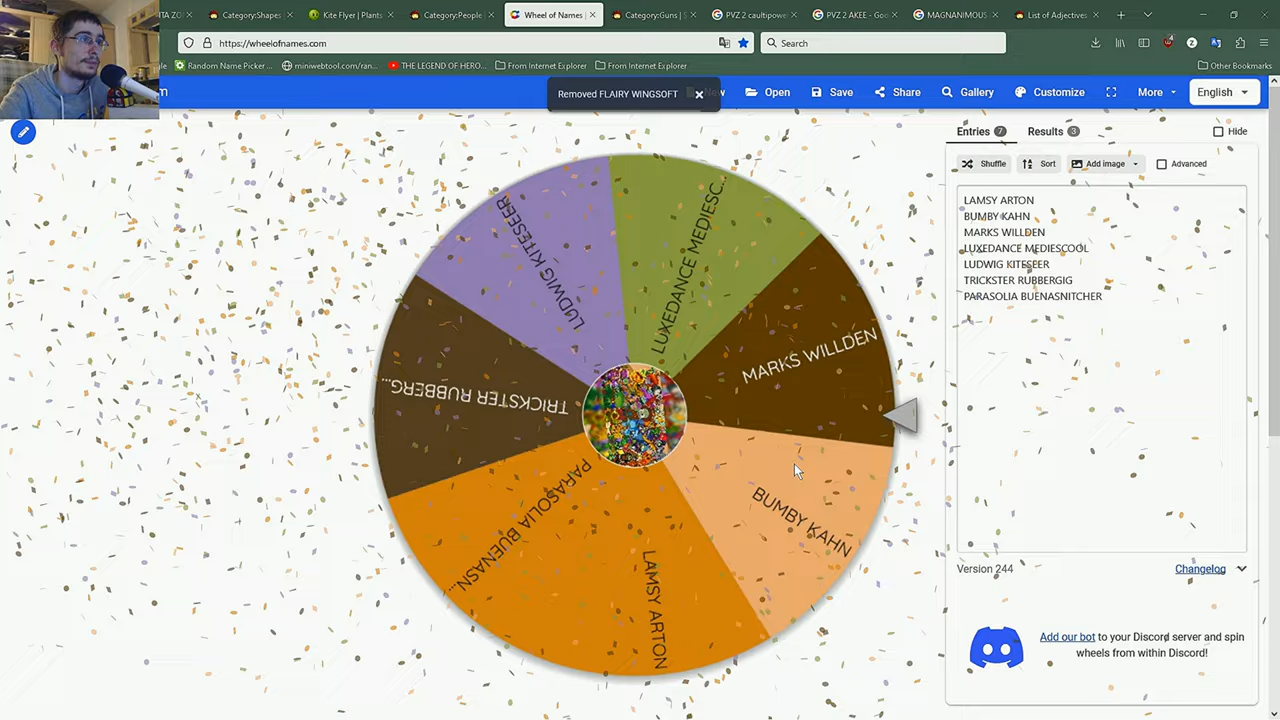 ITA ZO
Category:Shapes
Kite Flyer | Plants
Category:People
Wheel of Names |
Category:Guns | S
PVZ 2 caultipowe
PVZ 2 AKEE - Goo
MAGNANIMOUS
List of Adjectives
https://wheelofnames.com
Search
Random Name Picker ...
miniwebtool.com/ran...
THE LEGEND OF HERO...
From Internet Explorer
From Internet Explorer
Other Bookmarks
Removed FLAIRY WINGSOFT
New
Open
Save
Share
Gallery
Customize
More
English
Entries 7
Results 3
Hide
Shuffle
Sort
Add image
Advanced
LAMSY ARTON
BUMBY KAHN
MARKS WILLDEN
LUXEDANCE MEDIESCOOL
LUDWIG KITESEER
TRICKSTER RUBBERGIG
PARASOLIA BUENASNITCHER
LUDWIG KITESEER
LUXEDANCE MEDIESC...
MARKS WILLDEN
TRICKSTER RUBBERG...
BUMBY KAHN
PARASOLIA BUENASN...
LAMSY ARTON
Version 244
Changelog
Add our bot to your Discord server and spin
wheels from within Discord!